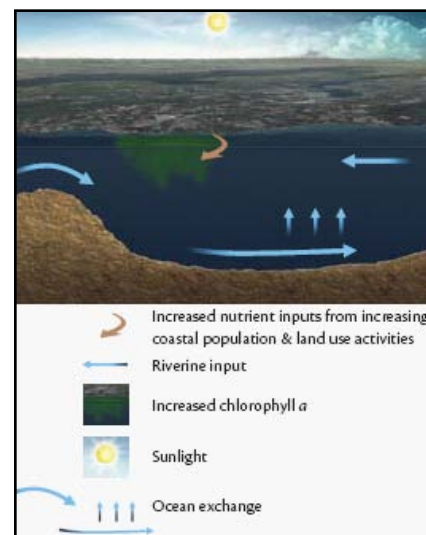 Increased nutrient inputs from increasing
coastal population & land use activities
Riverine input
Increased chlorophyll a
Sunlight
Ocean exchange